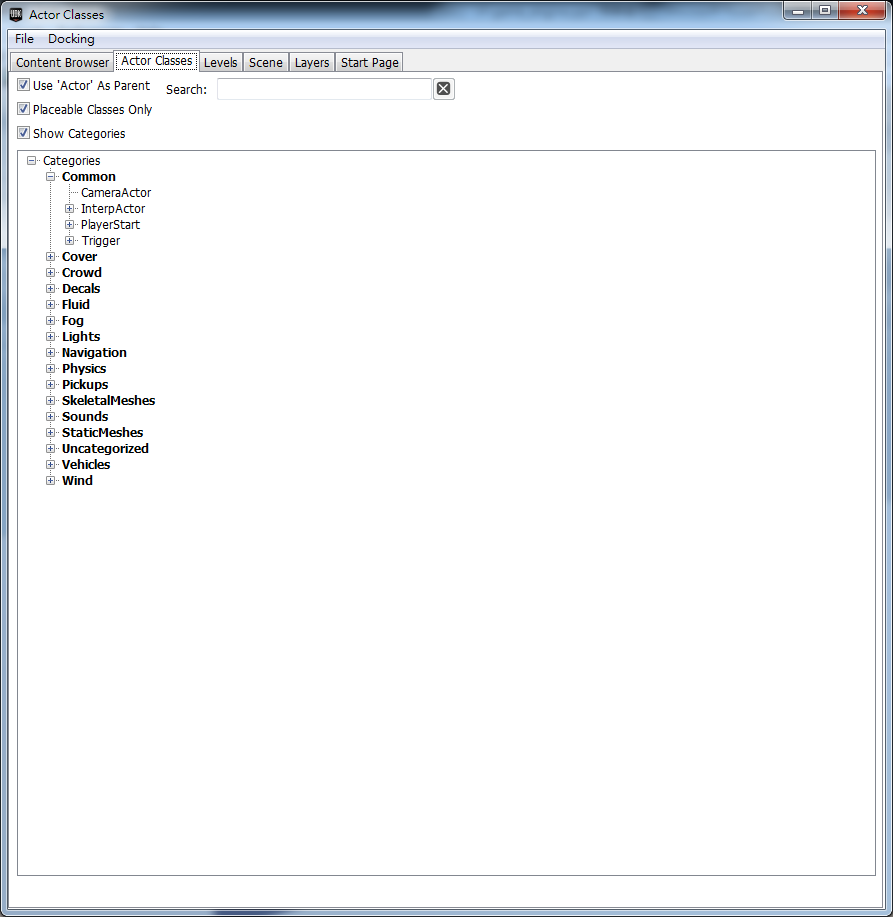 UDK Actor Classes
File Docking
Content Browser Actor Classes Levels Scene Layers Start Page
Use 'Actor' As Parent Search:
Placeable Classes Only
Show Categories
Categories
Common
CameraActor
InterpActor
PlayerStart
Trigger
Cover
Crowd
Decals
Fluid
Fog
Lights
Navigation
Physics
Pickups
SkeletalMeshes
Sounds
StaticMeshes
Uncategorized
Vehicles
Wind